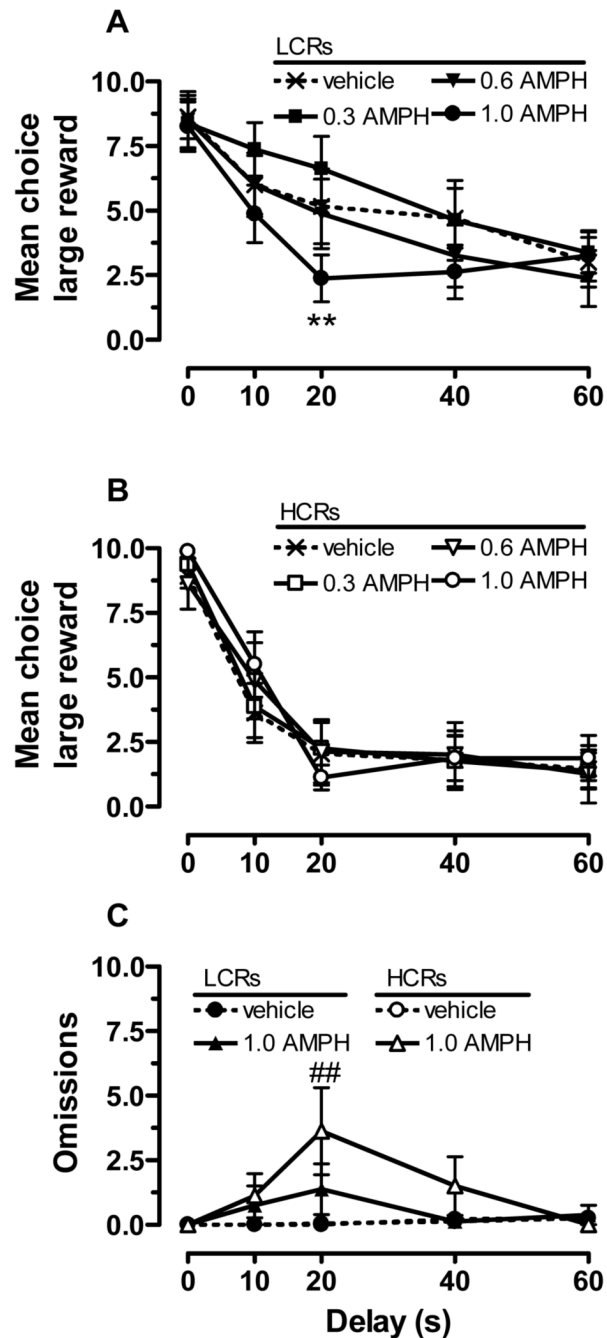 A
LCRs
vehicle 0.6 AMPH
0.3 AMPH 1.0 AMPH
Mean choice
large reward
10.0
7.5
5.0
2.5
0.0
**
0 10 20 40 60
B
HCRs
vehicle 0.6 AMPH
0.3 AMPH 1.0 AMPH
Mean choice
large reward
10.0
7.5
5.0
2.5
0.0
0 10 20 40 60
C
LCRs HCRs
vehicle vehicle
1.0 AMPH 1.0 AMPH
##
Omissions
10.0
7.5
5.0
2.5
0.0
0 10 20 40 60
Delay (s)